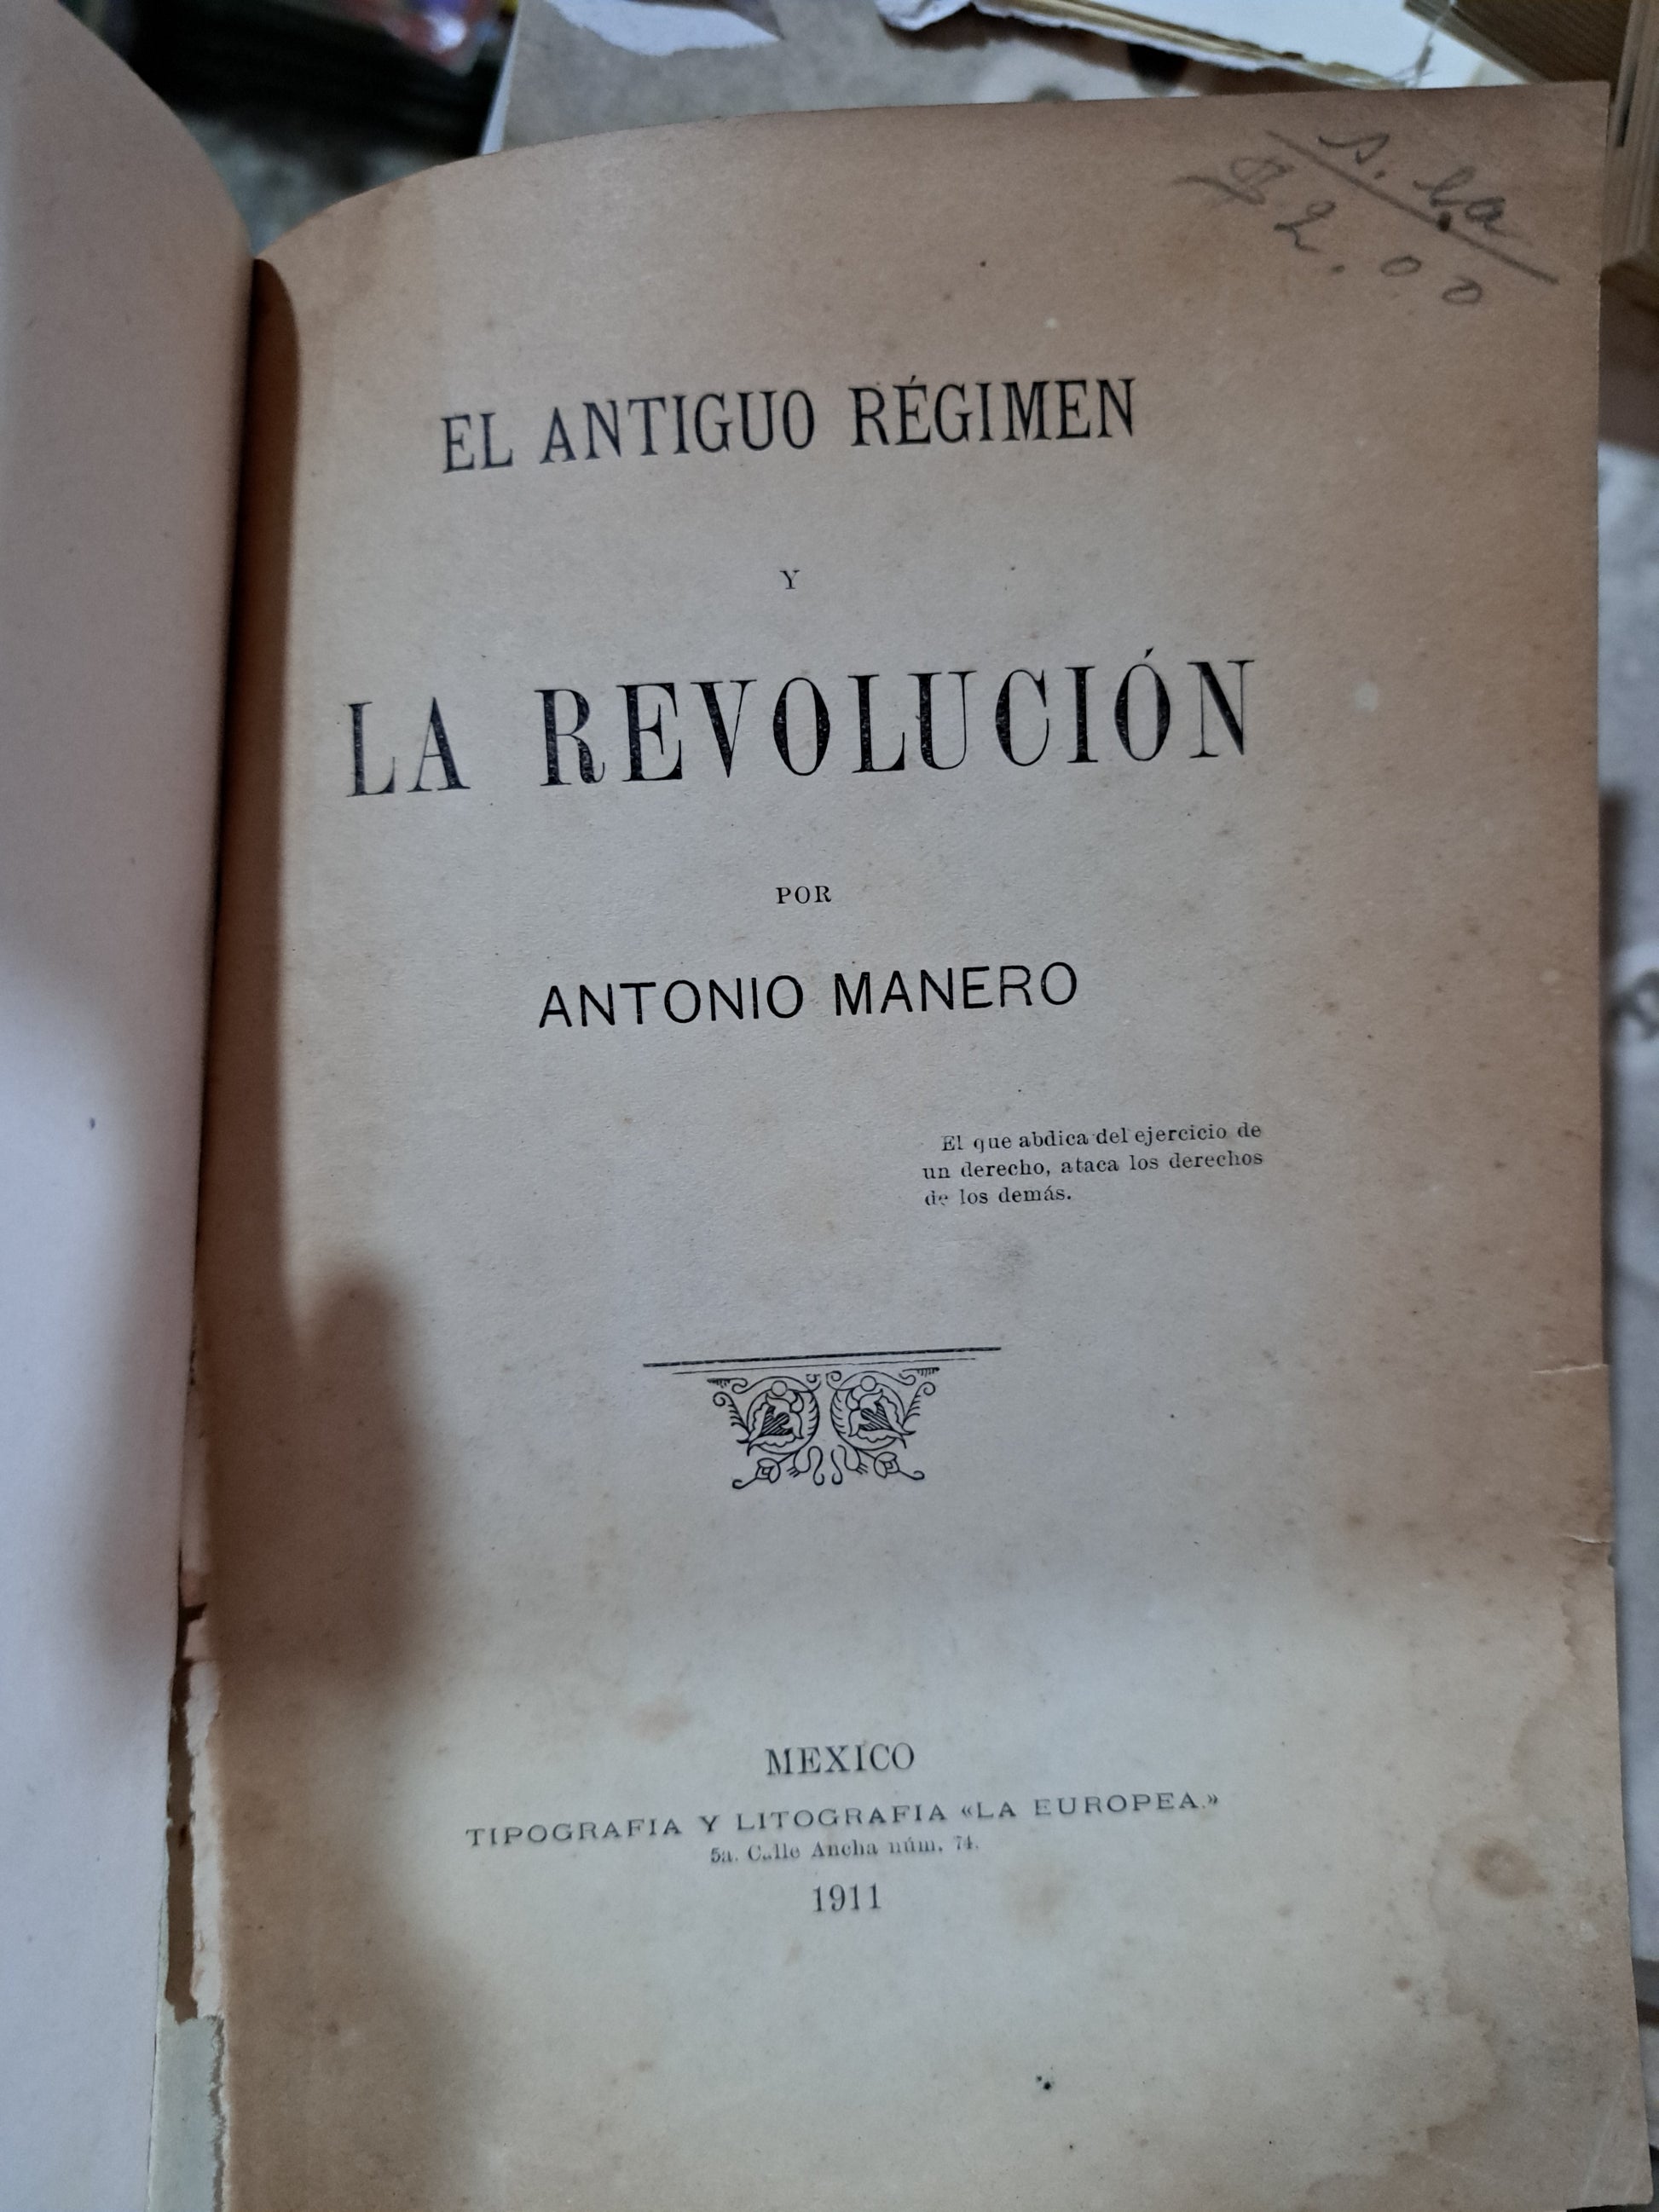 $ 2.00
EL ANTIGUO RÉGIMEN
Y
LA REVOLUCIÓN
POR
ANTONIO MANERO
El que abdica del ejercicio de
un derecho, ataca los derechos
de los demás.
MEXICO
TIPOGRAFIA Y LITOGRAFIA «LA EUROPEA.»
5a. Calle Ancha núm. 74.
1911